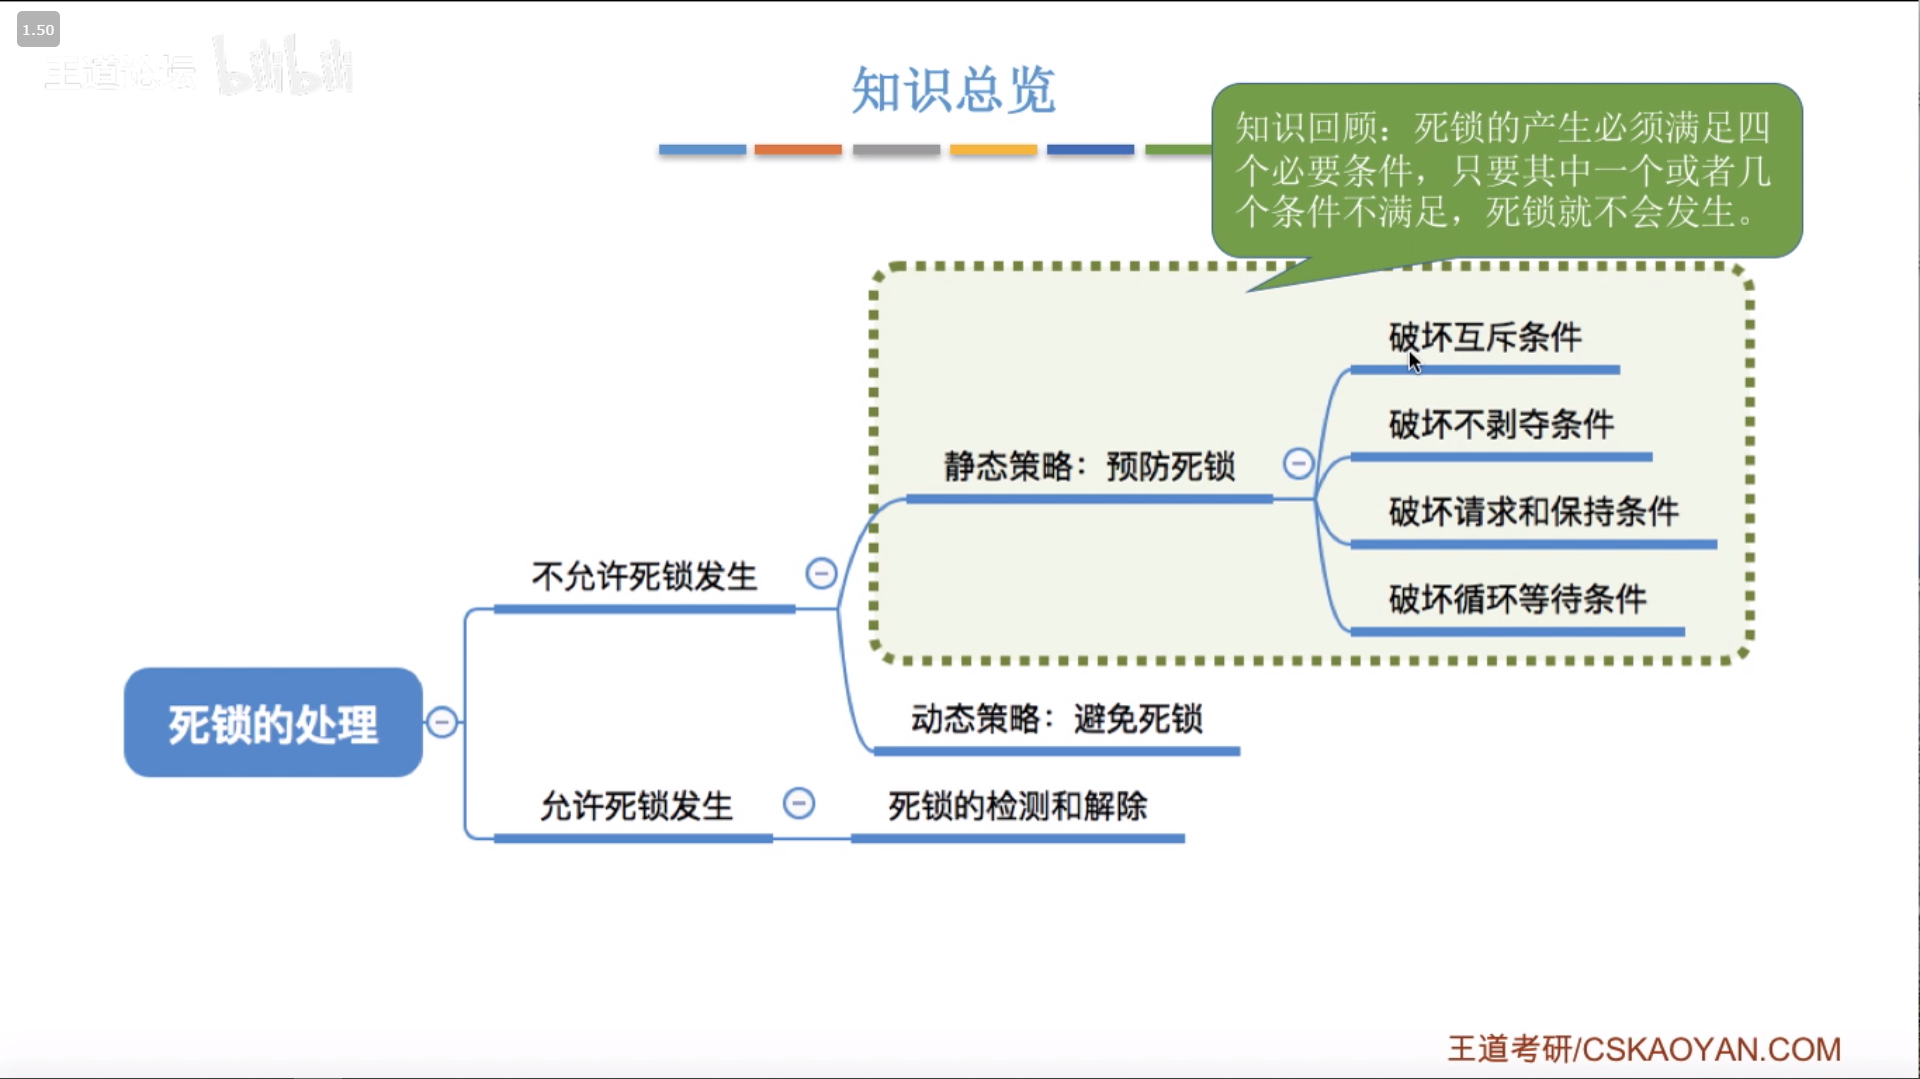 1.50
王道论坛 bilibili
知识总览
知识回顾：死锁的产生必须满足四
个必要条件，只要其中一个或者几
个条件不满足，死锁就不会发生。
破坏互斥条件
破坏不剥夺条件
静态策略：预防死锁
破坏请求和保持条件
不允许死锁发生
破坏循环等待条件
死锁的处理
动态策略：避免死锁
允许死锁发生
死锁的检测和解除
王道考研/CSKAOYAN.COM